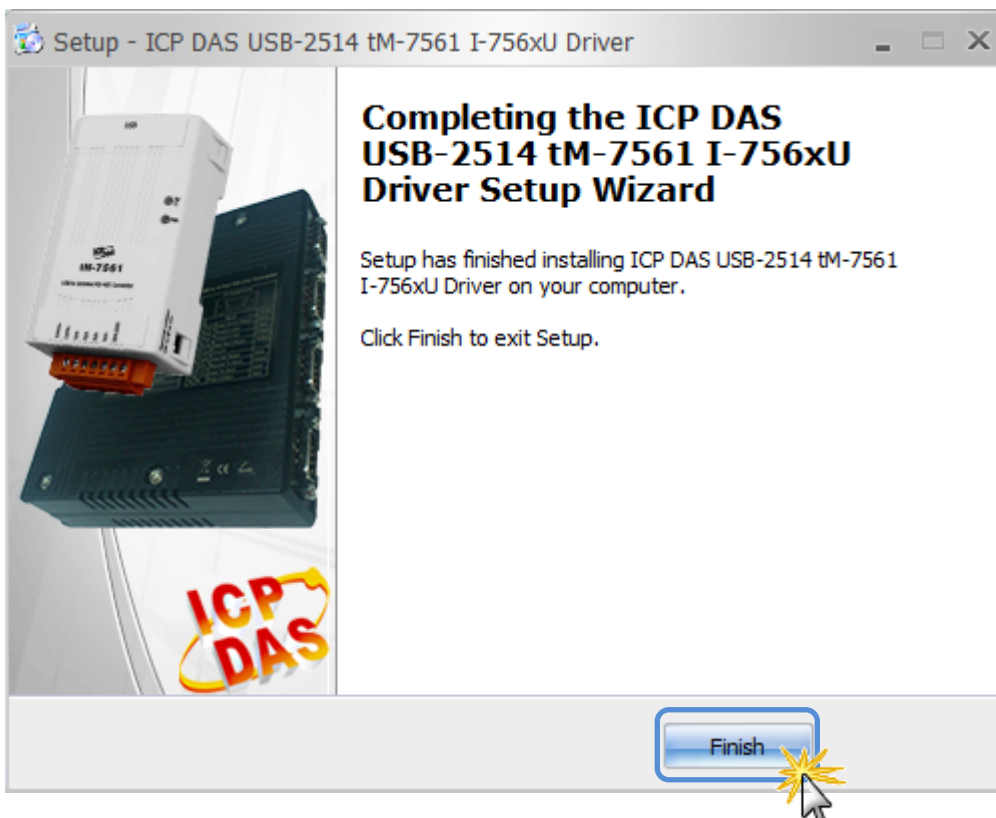 Setup - ICP DAS USB-2514 tM-7561 I-756xU Driver
Completing the ICP DAS
USB-2514 tM-7561 I-756xU
Driver Setup Wizard
Setup has finished installing ICP DAS USB-2514 tM-7561
I-756xU Driver on your computer.
Click Finish to exit Setup.
USB
tM-7561
ICP
DAS
Finish